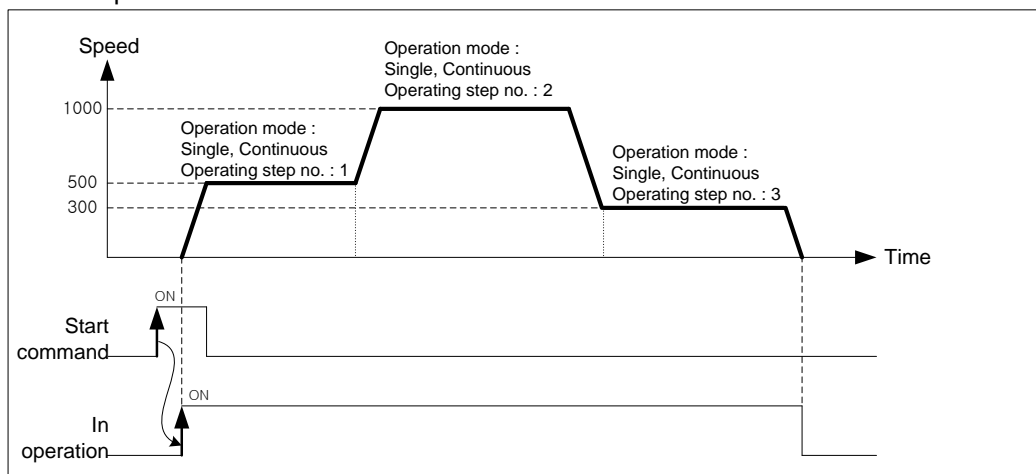 Speed
Operation mode :
Single, Continuous
Operating step no. : 2
1000
Operation mode :
Single, Continuous
Operating step no. : 1
Operation mode :
Single, Continuous
Operating step no. : 3
500
300
Time
ON
Start
command
ON
In
operation